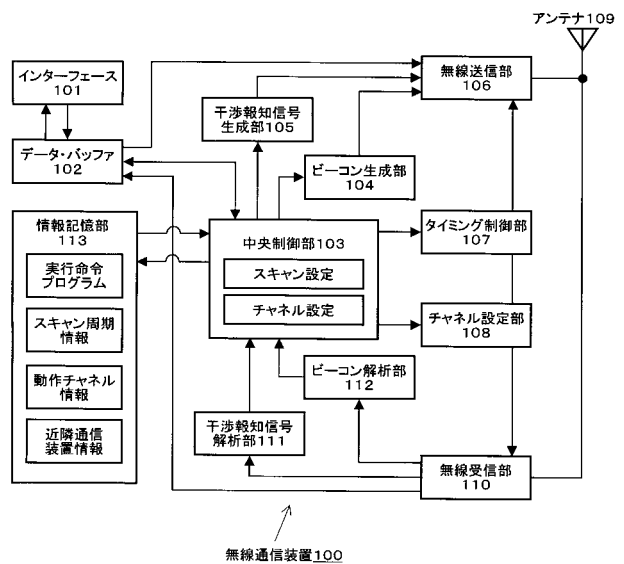 アンテナ109
インターフェース
101
無線送信部
106
干渉報知信号
生成部105
データ・バッファ
102
ビーコン生成部
104
情報記憶部
113
中央制御部103
タイミング制御部
107
実行命令
プログラム
スキャン設定
チャネル設定
スキャン周期
情報
チャネル設定部
108
動作チャネル
情報
ビーコン解析部
112
近隣通信
装置情報
干渉報知信号
解析部111
無線受信部
110
無線通信装置100